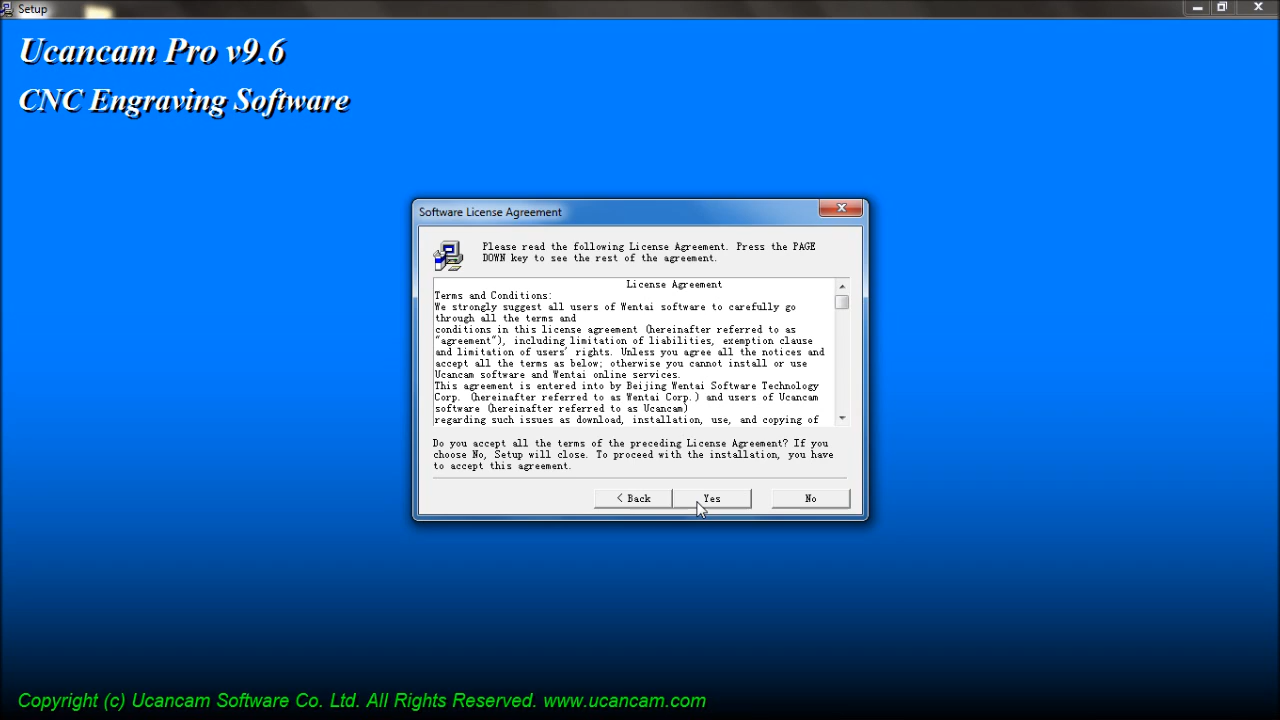 Setup
Ucancam Pro v9.6
CNC Engraving Software
Software License Agreement
Please read the following License Agreement. Press the PAGE
DOWN key to see the rest of the agreement.
License Agreement
Terms and Conditions:
We strongly suggest all users of Wentai software to carefully go
through all the terms and
conditions in this license agreement (hereinafter referred to as
"agreement"), including limitation of liabilities, exemption clause
and limitation of users' rights. Unless you agree all the notices and
accept all the terms as below; otherwise you cannot install or use
Ucancam software and Wentai online services.
This agreement is entered into by Beijing Wentai Software Technology
Corp. (hereinafter referred to as Wentai Corp.) and users of Ucancam
software (hereinafter referred to as Ucancam)
regarding such issues as download, installation, use, and copying of
Do you accept all the terms of the preceding License Agreement? If you
choose No, Setup will close. To proceed with the installation, you have
to accept this agreement.
< Back Yes No
Copyright (c) Ucancam Software Co. Ltd. All Rights Reserved. www.ucancam.com